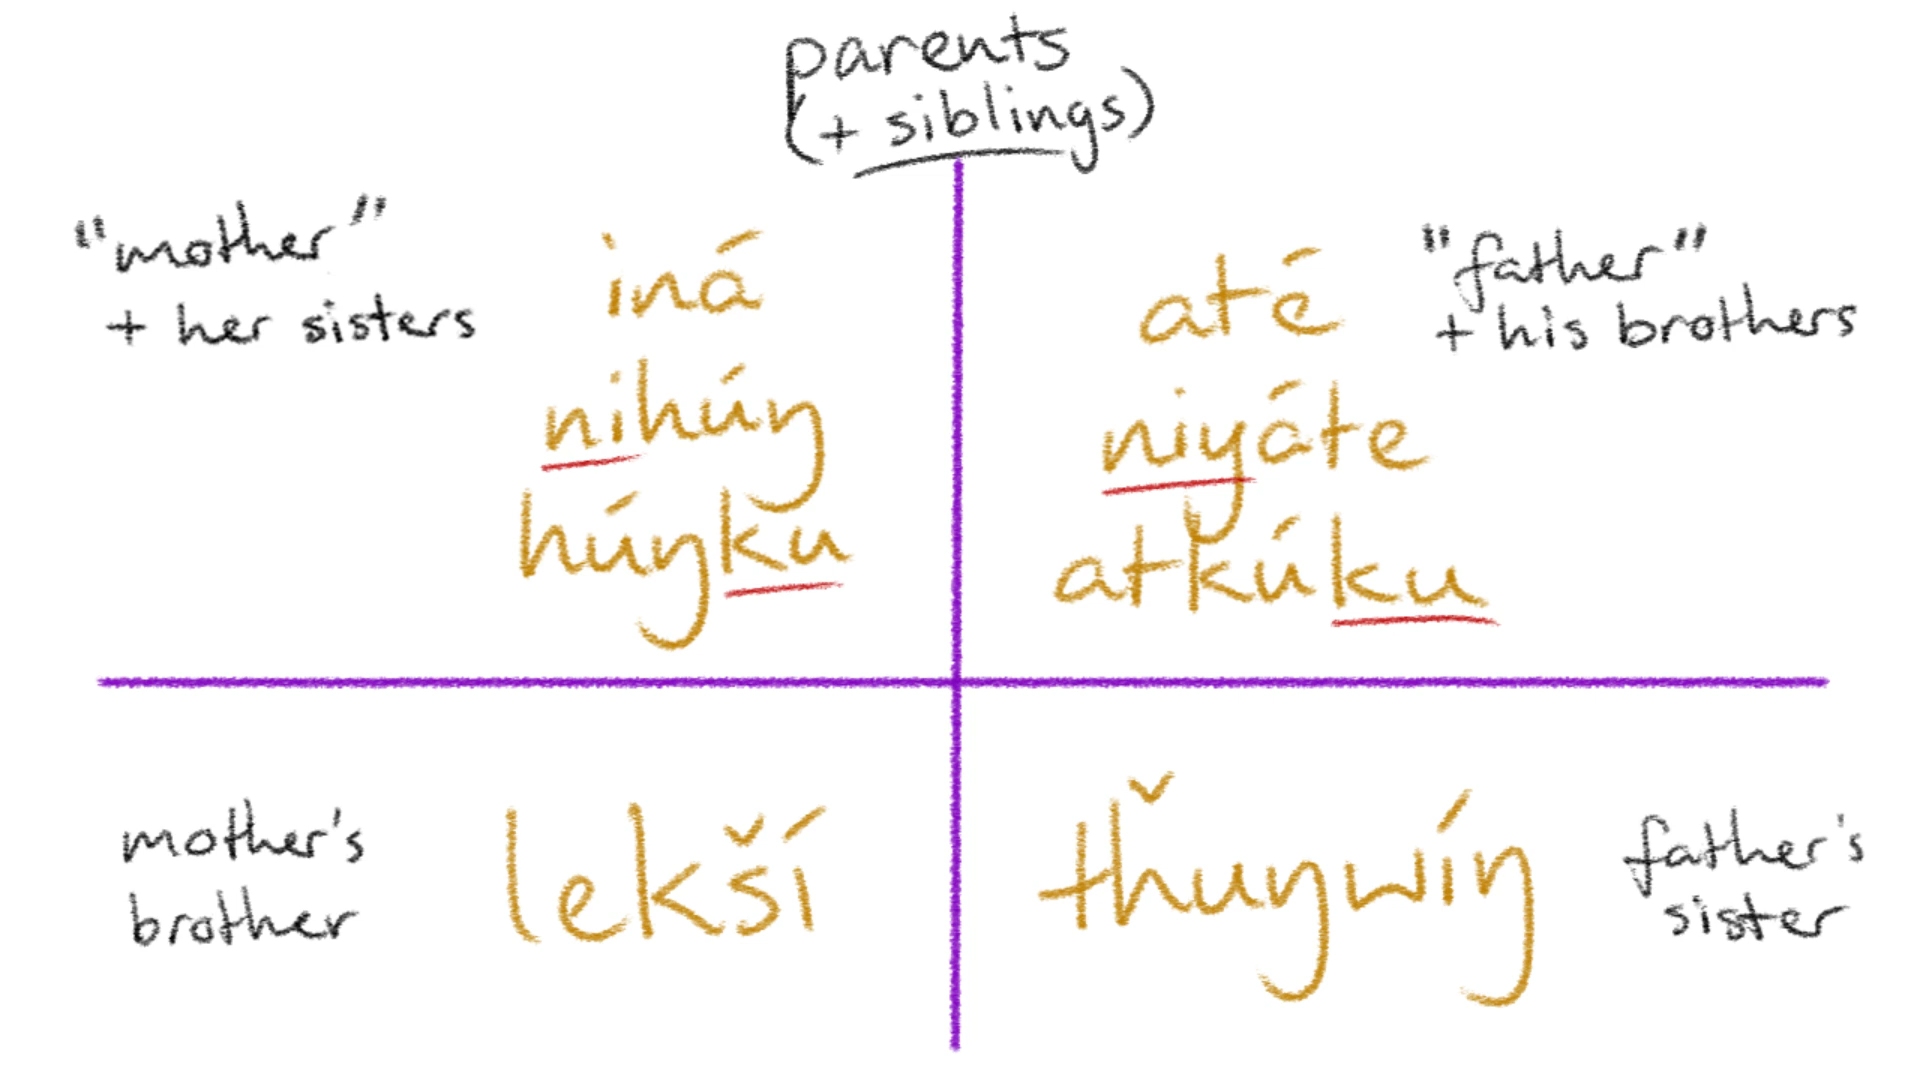 parents
(+ siblings)
"mother"
+ her sisters
iná
nihúŋ
húŋku
"father"
+ his brothers
até
niyáte
atkúku
mother's
brother
lekší
tȟuŋwíŋ
father's
sister